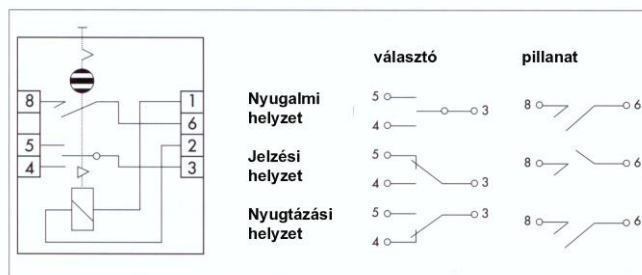 választó pillanat
8 1
6
5 2
4 3
Nyugalmi
helyzet
5 3 8 6
4
Jelzési
helyzet
5 3 8 6
4
Nyugtázási
helyzet
5 3 8 6
4